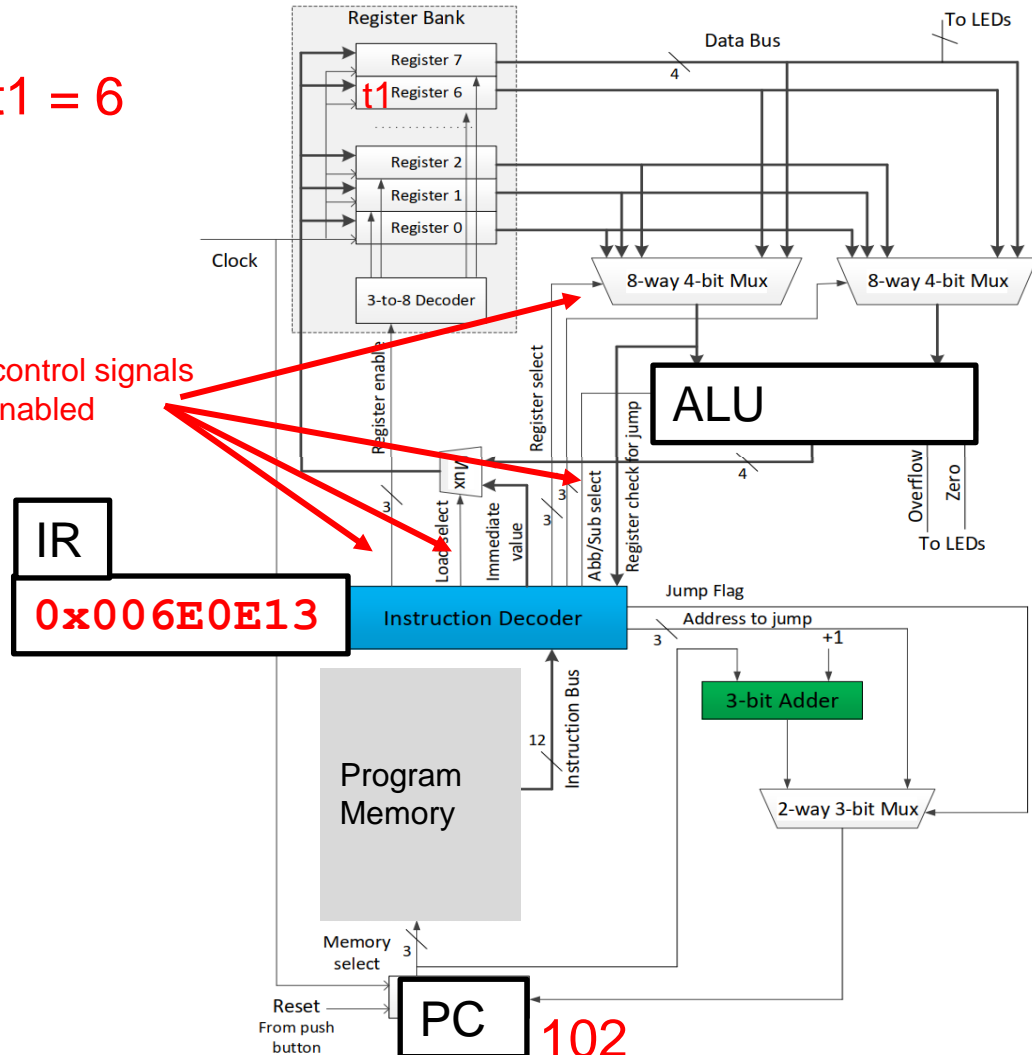 Register Bank
To LEDs
Data Bus
4
t1 = 6
Register 7
t1
Register 6
..................
Register 2
Register 1
Register 0
Clock
8-way 4-bit Mux
8-way 4-bit Mux
3-to-8 Decoder
control signals
nabled
Register enable
Register select
ALU
Mux
4
3
3
3
Load select
Immediate
value
Abb/Sub select
Register check for jump
Overflow
Zero
To LEDs
IR
0x006E0E13
Instruction Decoder
Jump Flag
Address to jump
3
+1
3-bit Adder
12
Instruction Bus
Program
Memory
2-way 3-bit Mux
Memory
select
3
Reset
From push
button
PC
102